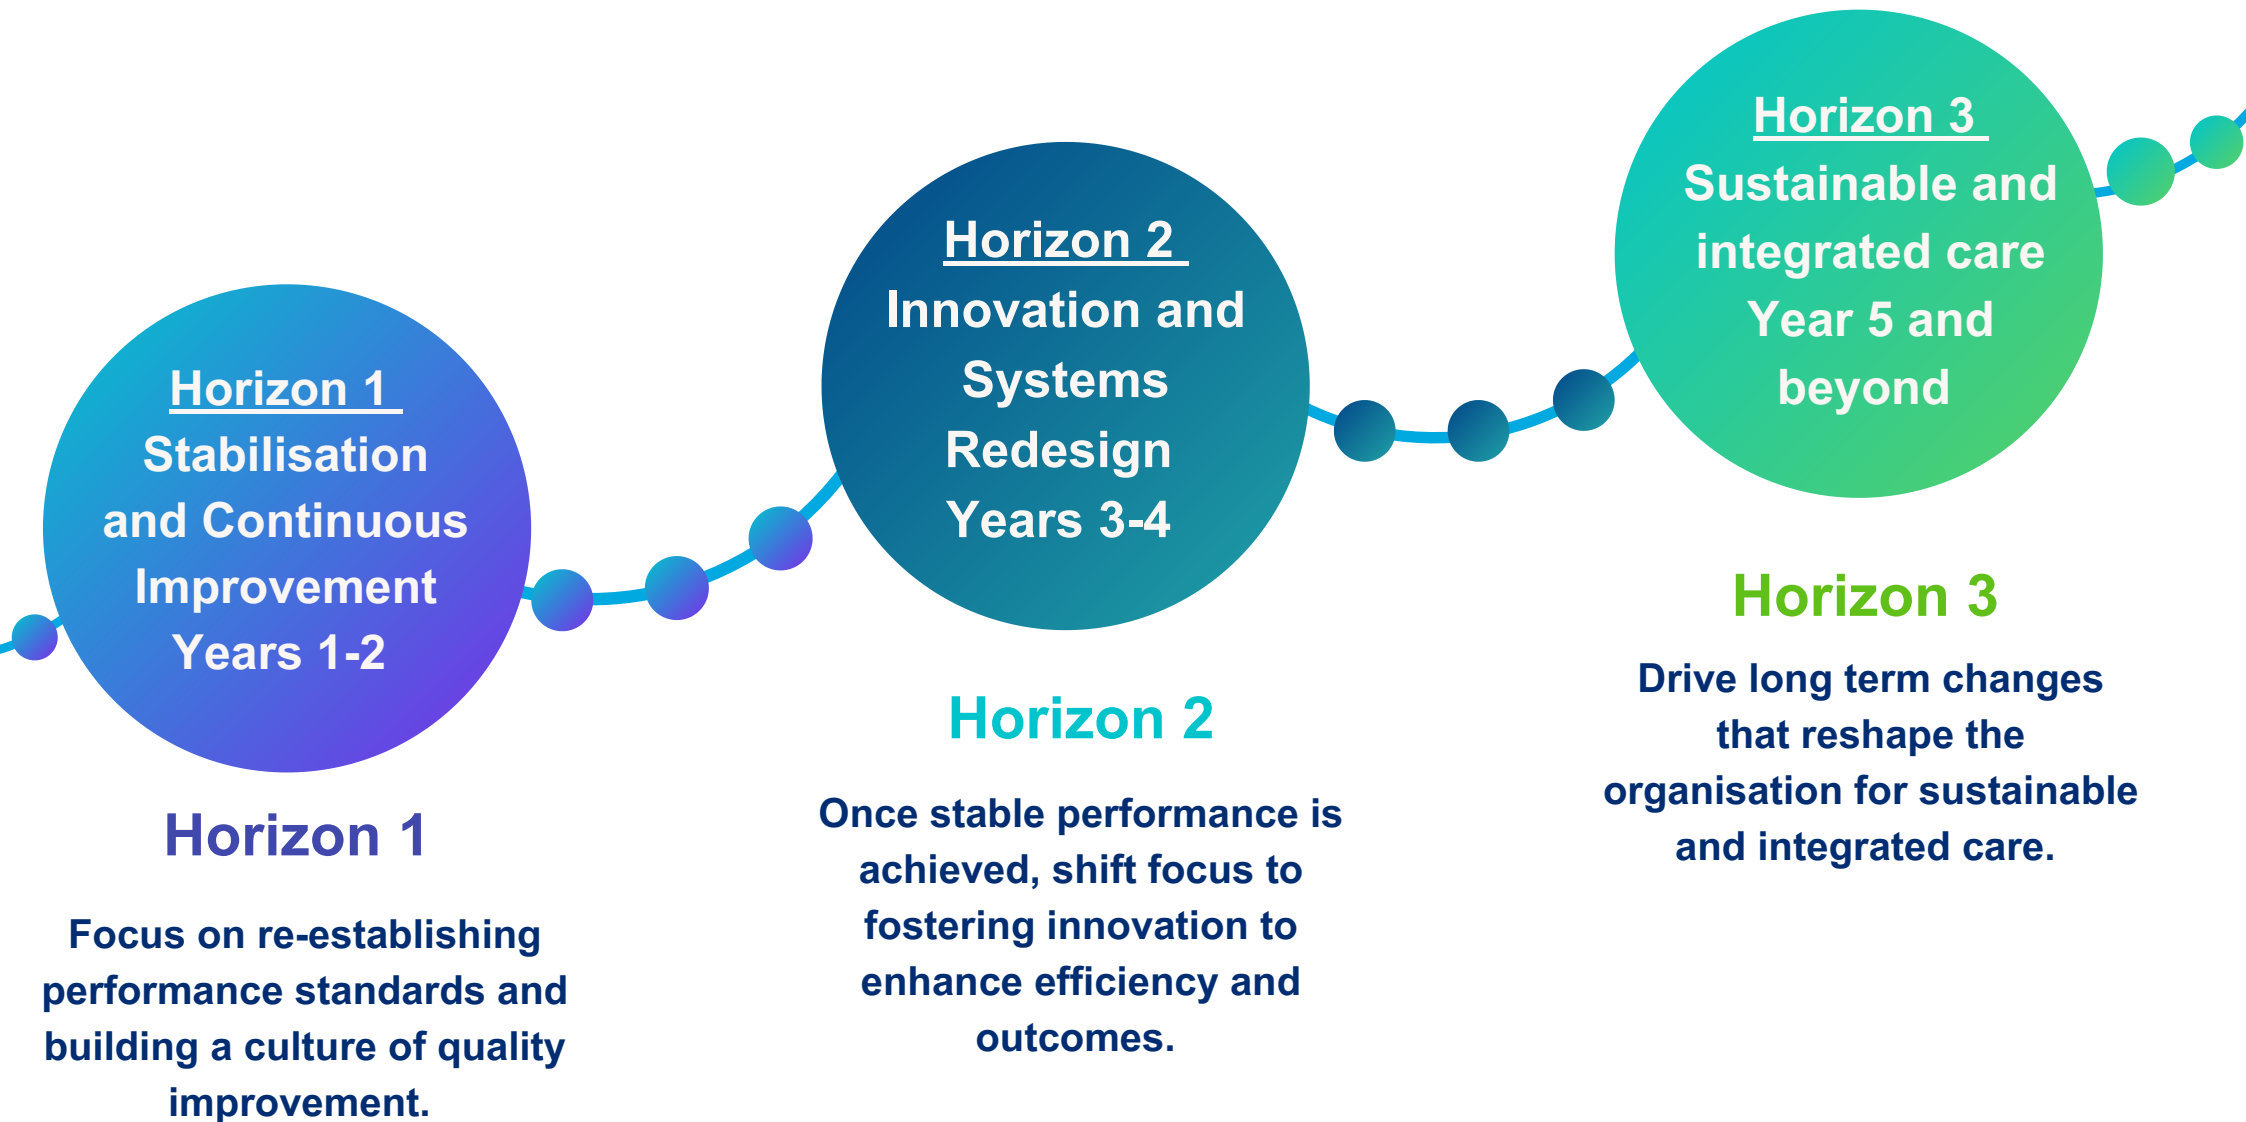 Horizon 1
Stabilisation
and Continuous
Improvement
Years 1-2
Horizon 1
Focus on re-establishing
performance standards and
building a culture of quality
improvement.
Horizon 2
Innovation and
Systems
Redesign
Years 3-4
Horizon 2
Once stable performance is
achieved, shift focus to
fostering innovation to
enhance efficiency and
outcomes.
Horizon 3
Sustainable and
integrated care
Year 5 and
beyond
Horizon 3
Drive long term changes
that reshape the
organisation for sustainable
and integrated care.